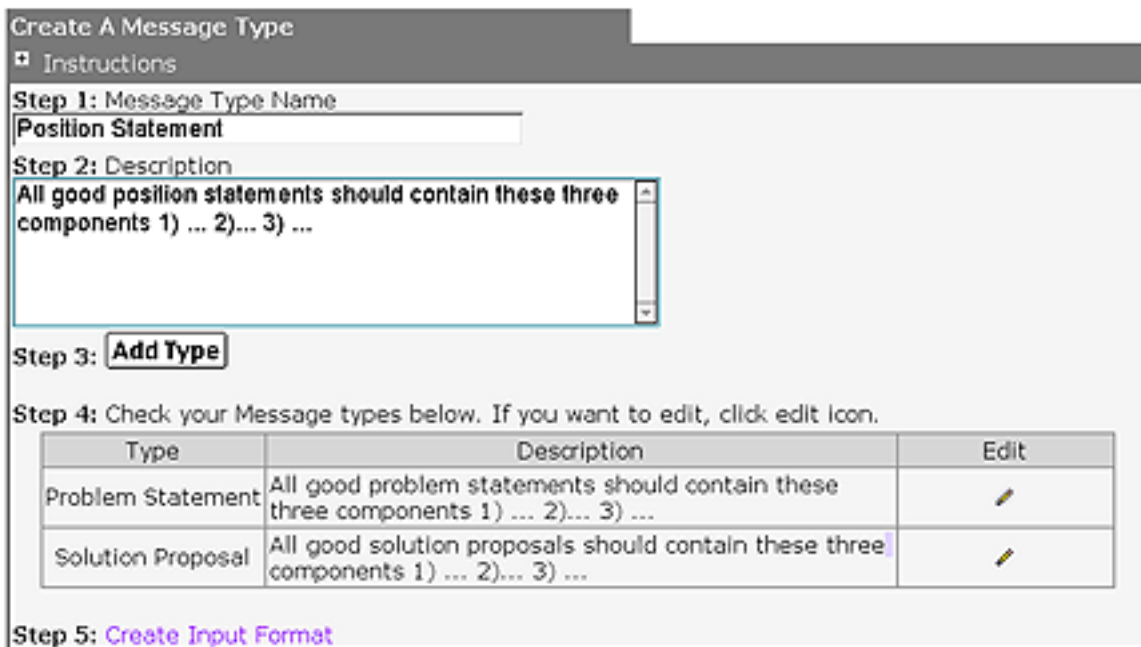 Create A Message Type
Instructions
Step 1: Message Type Name
Position Statement
Step 2: Description
All good position statements should contain these three
components 1) ... 2)... 3) ...
Step 3: Add Type
Step 4: Check your Message types below. If you want to edit, click edit icon.
Type Description Edit
Problem Statement All good problem statements should contain these
three components 1) ... 2)... 3) ...
Solution Proposal All good solution proposals should contain these three
components 1) ... 2)... 3) ...
Step 5: Create Input Format